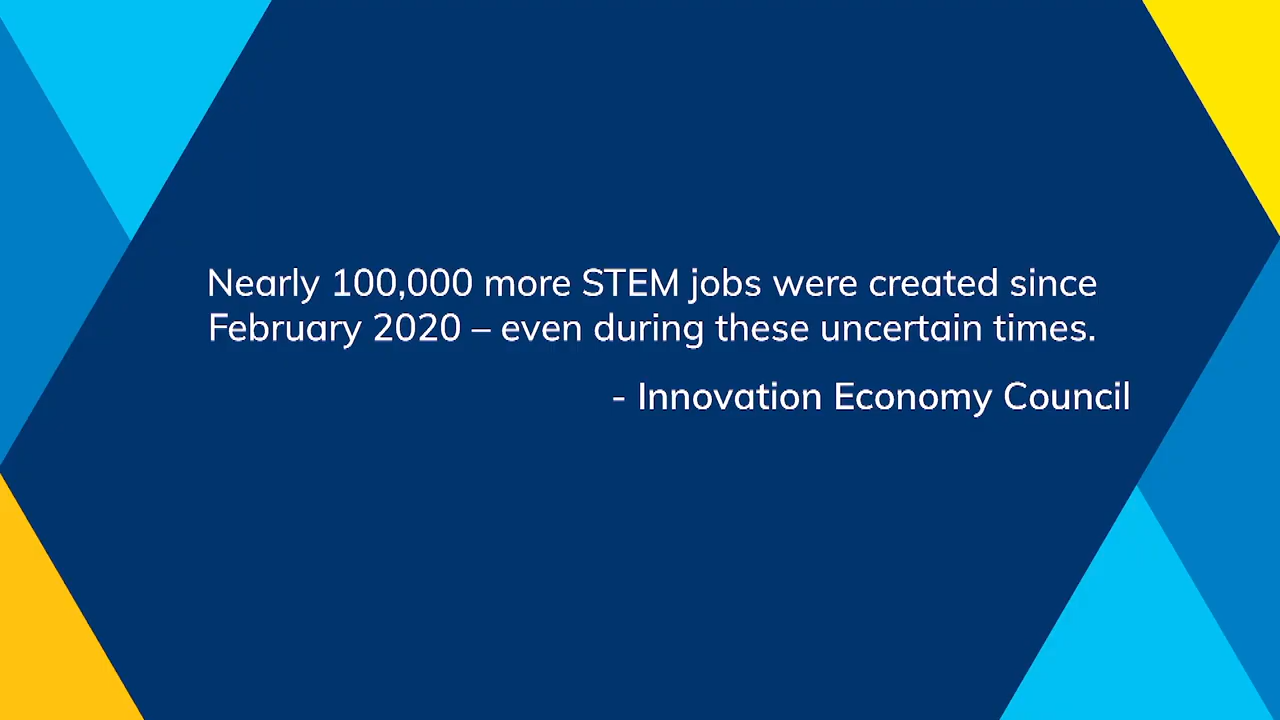 Nearly 100,000 more STEM jobs were created since
February 2020 – even during these uncertain times.
- Innovation Economy Council